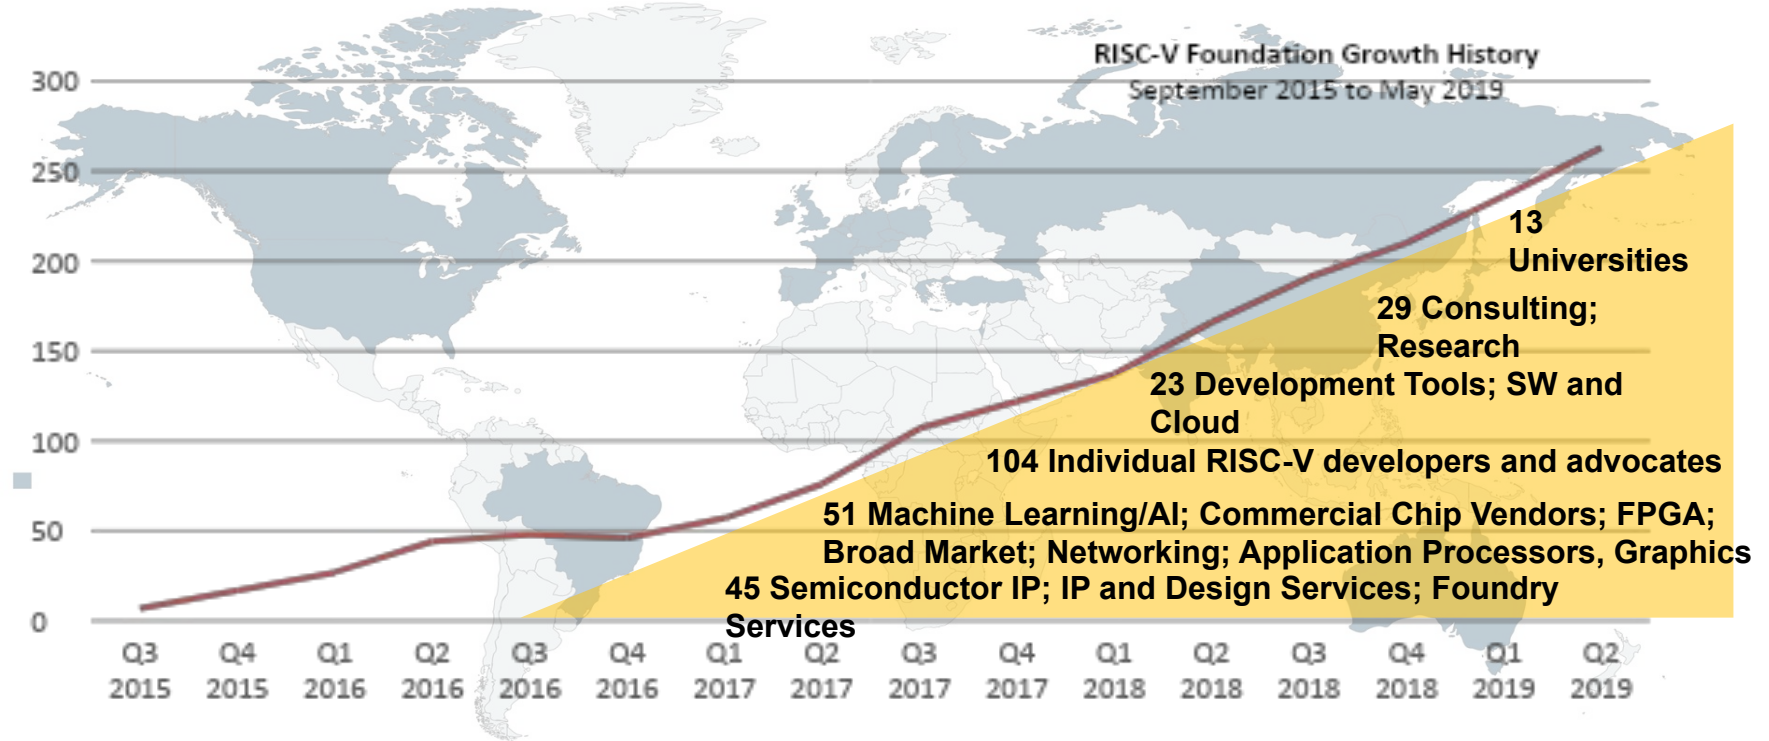 RISC-V Foundation Growth History
September 2015 to May 2019
300
250
200
150
100
50
0
13
Universities
29 Consulting;
Research
23 Development Tools; SW and
Cloud
104 Individual RISC-V developers and advocates
51 Machine Learning/AI; Commercial Chip Vendors; FPGA;
Broad Market; Networking; Application Processors, Graphics
45 Semiconductor IP; IP and Design Services; Foundry
Services
Q3 Q4 Q1 Q2 Q3 Q4 Q1 Q2 Q3 Q4 Q1 Q2 Q3 Q4 Q1 Q2
2015 2015 2016 2016 2016 2016 2017 2017 2017 2017 2018 2018 2018 2018 2019 2019